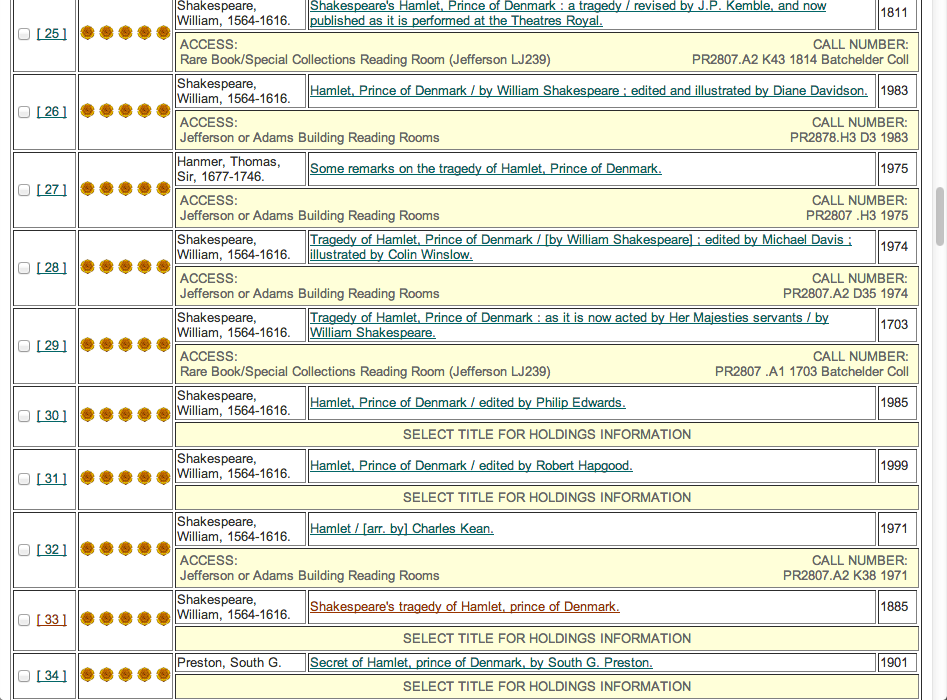 [ 25 ]
Shakespeare,
William, 1564-1616.
Shakespeare's Hamlet, Prince of Denmark : a tragedy / revised by J.P. Kemble, and now
published as it is performed at the Theatres Royal.
1811
ACCESS: CALL NUMBER:
Rare Book/Special Collections Reading Room (Jefferson LJ239) PR2807.A2 K43 1814 Batchelder Coll
[ 26 ]
Shakespeare,
William, 1564-1616.
Hamlet, Prince of Denmark / by William Shakespeare ; edited and illustrated by Diane Davidson.
1983
ACCESS: CALL NUMBER:
Jefferson or Adams Building Reading Rooms PR2878.H3 D3 1983
[ 27 ]
Hanmer, Thomas,
Sir, 1677-1746.
Some remarks on the tragedy of Hamlet, Prince of Denmark.
1975
ACCESS: CALL NUMBER:
Jefferson or Adams Building Reading Rooms PR2807 .H3 1975
[ 28 ]
Shakespeare,
William, 1564-1616.
Tragedy of Hamlet, Prince of Denmark / [by William Shakespeare] ; edited by Michael Davis ;
illustrated by Colin Winslow.
1974
ACCESS: CALL NUMBER:
Jefferson or Adams Building Reading Rooms PR2807.A2 D35 1974
[ 29 ]
Shakespeare,
William, 1564-1616.
Tragedy of Hamlet, Prince of Denmark : as it is now acted by Her Majesties servants / by
William Shakespeare.
1703
ACCESS: CALL NUMBER:
Rare Book/Special Collections Reading Room (Jefferson LJ239) PR2807 .A1 1703 Batchelder Coll
[ 30 ]
Shakespeare,
William, 1564-1616.
Hamlet, Prince of Denmark / edited by Philip Edwards.
1985
SELECT TITLE FOR HOLDINGS INFORMATION
[ 31 ]
Shakespeare,
William, 1564-1616.
Hamlet, Prince of Denmark / edited by Robert Hapgood.
1999
SELECT TITLE FOR HOLDINGS INFORMATION
[ 32 ]
Shakespeare,
William, 1564-1616.
Hamlet / [arr. by] Charles Kean.
1971
ACCESS: CALL NUMBER:
Jefferson or Adams Building Reading Rooms PR2807.A2 K38 1971
[ 33 ]
Shakespeare,
William, 1564-1616.
Shakespeare's tragedy of Hamlet, prince of Denmark.
1885
SELECT TITLE FOR HOLDINGS INFORMATION
[ 34 ]
Preston, South G.
Secret of Hamlet, prince of Denmark, by South G. Preston.
1901
SELECT TITLE FOR HOLDINGS INFORMATION